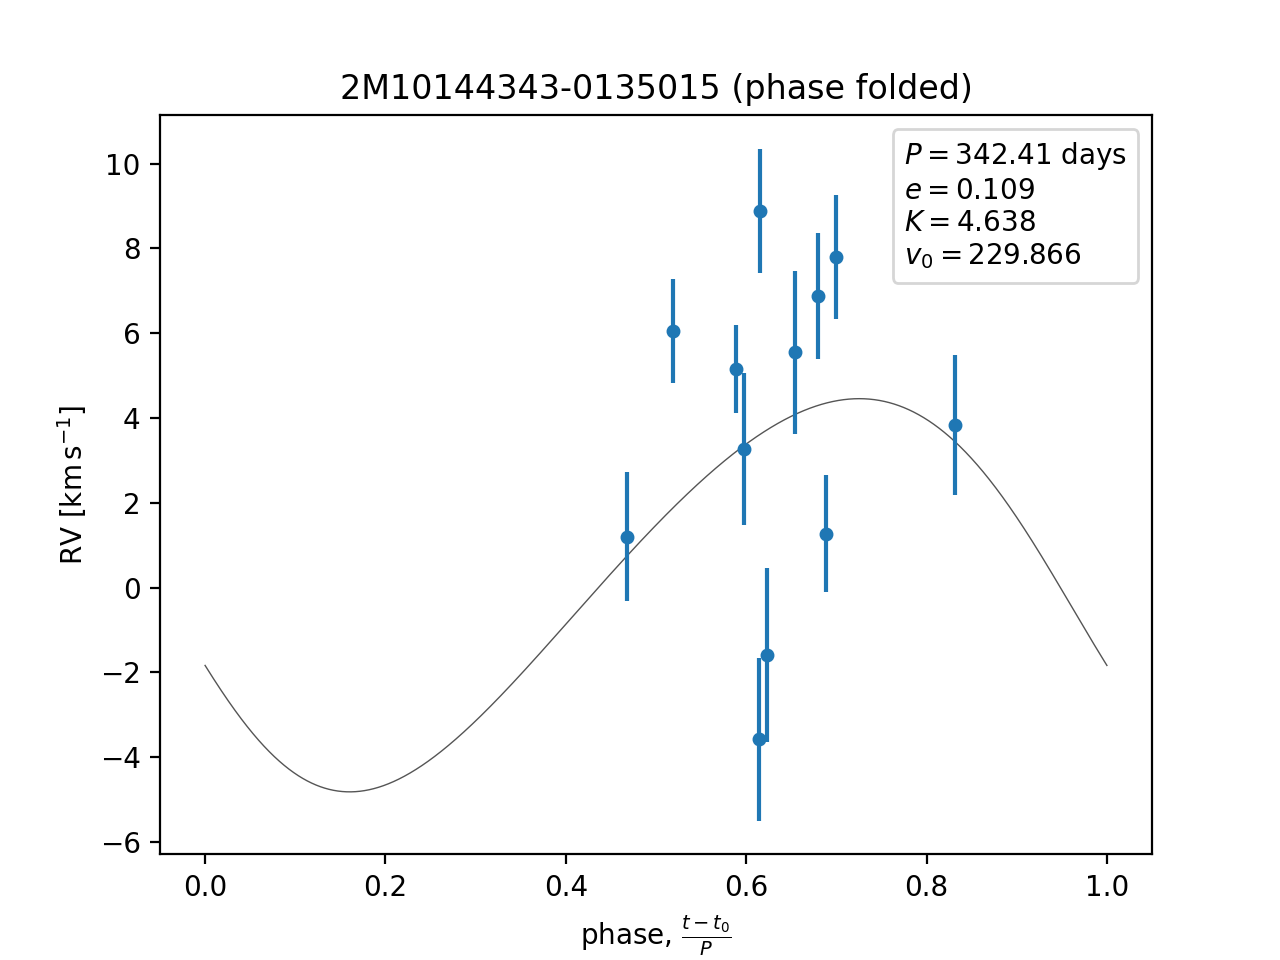 2M10144343-0135015 (phase folded)
P = 342.41 days
e = 0.109
K = 4.638
v₀ = 229.866
RV [km s⁻¹]
10
8
6
4
2
0
−2
−4
−6
0.0 0.2 0.4 0.6 0.8 1.0
phase, (t − t₀)/P